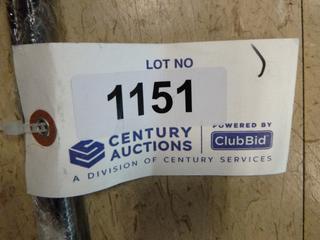 LOT NO
1151
CENTURY
AUCTIONS
POWERED BY
ClubBid
A DIVISION OF CENTURY SERVICES